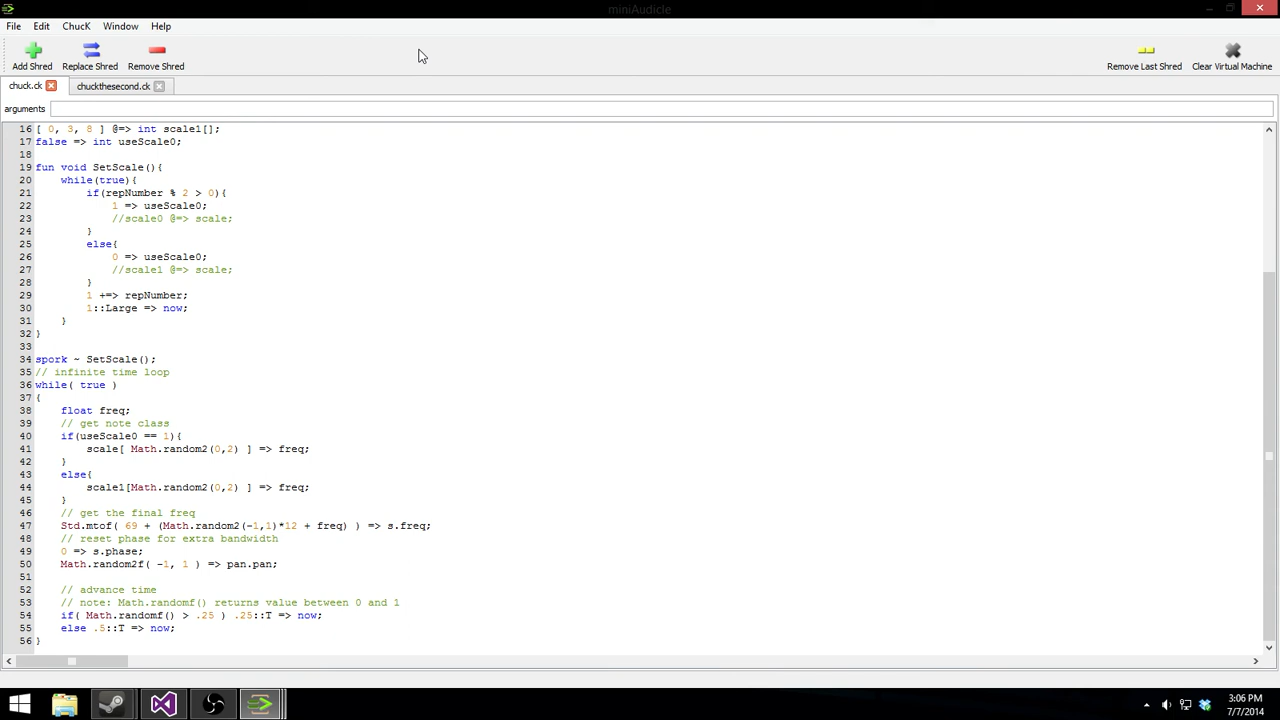 miniAudicle
File Edit ChucK Window Help
Add Shred Replace Shred Remove Shred Remove Last Shred Clear Virtual Machine
chuck.ck chuckthesecond.ck
arguments
16 [ 0, 3, 8 ] @=> int scale1[];
17 false => int useScale0;
18
19 fun void SetScale(){
20 while(true){
21 if(repNumber % 2 > 0){
22 1 => useScale0;
23 //scale0 @=> scale;
24 }
25 else{
26 0 => useScale0;
27 //scale1 @=> scale;
28 }
29 1 +=> repNumber;
30 1::Large => now;
31 }
32 }
33
34 spork ~ SetScale();
35 // infinite time loop
36 while( true )
37 {
38 float freq;
39 // get note class
40 if(useScale0 == 1){
41 scale[ Math.random2(0,2) ] => freq;
42 }
43 else{
44 scale1[Math.random2(0,2) ] => freq;
45 }
46 // get the final freq
47 Std.mtof( 69 + (Math.random2(-1,1)*12 + freq) ) => s.freq;
48 // reset phase for extra bandwidth
49 0 => s.phase;
50 Math.random2f( -1, 1 ) => pan.pan;
51
52 // advance time
53 // note: Math.randomf() returns value between 0 and 1
54 if( Math.randomf() > .25 ) .25::T => now;
55 else .5::T => now;
56 }
3:06 PM
7/7/2014